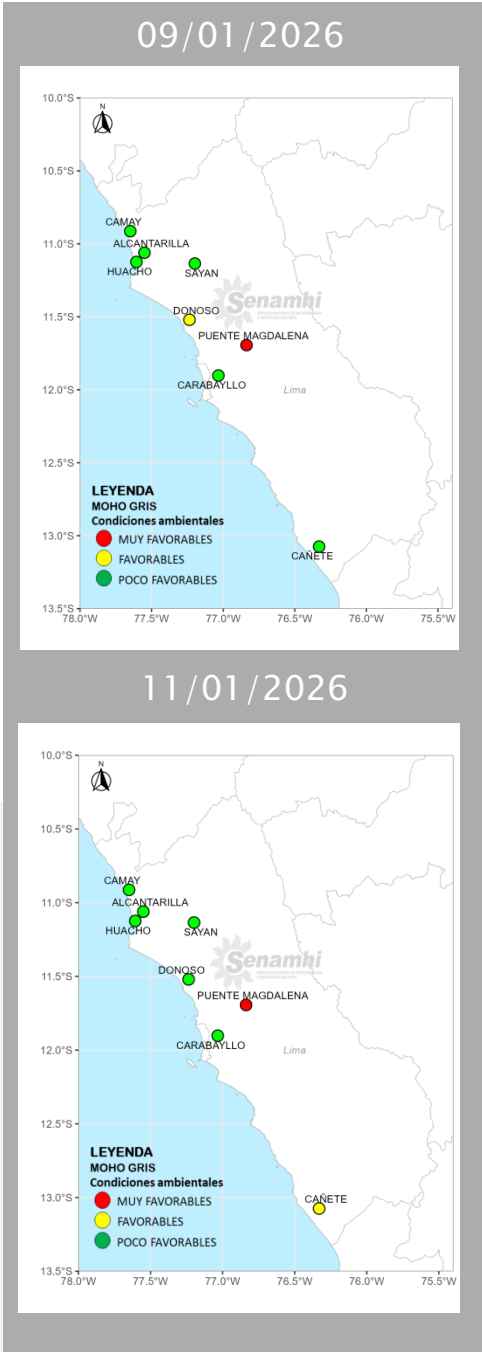 09/01/2026
N
10.0°S
10.5°S
11.0°S
11.5°S
12.0°S
12.5°S
13.0°S
13.5°S
CAMAY
ALCANTARILLA
HUACHO
SAYAN
Senamhi
DONOSO
PUENTE MAGDALENA
CARABAYLLO
Lima
CAÑETE
LEYENDA
MOHO GRIS
Condiciones ambientales
MUY FAVORABLES
FAVORABLES
POCO FAVORABLES
78.0°W 77.5°W 77.0°W 76.5°W 76.0°W 75.5°W
11/01/2026
N
10.0°S
10.5°S
11.0°S
11.5°S
12.0°S
12.5°S
13.0°S
13.5°S
CAMAY
ALCANTARILLA
HUACHO
SAYAN
Senamhi
DONOSO
PUENTE MAGDALENA
CARABAYLLO
Lima
CAÑETE
LEYENDA
MOHO GRIS
Condiciones ambientales
MUY FAVORABLES
FAVORABLES
POCO FAVORABLES
78.0°W 77.5°W 77.0°W 76.5°W 76.0°W 75.5°W